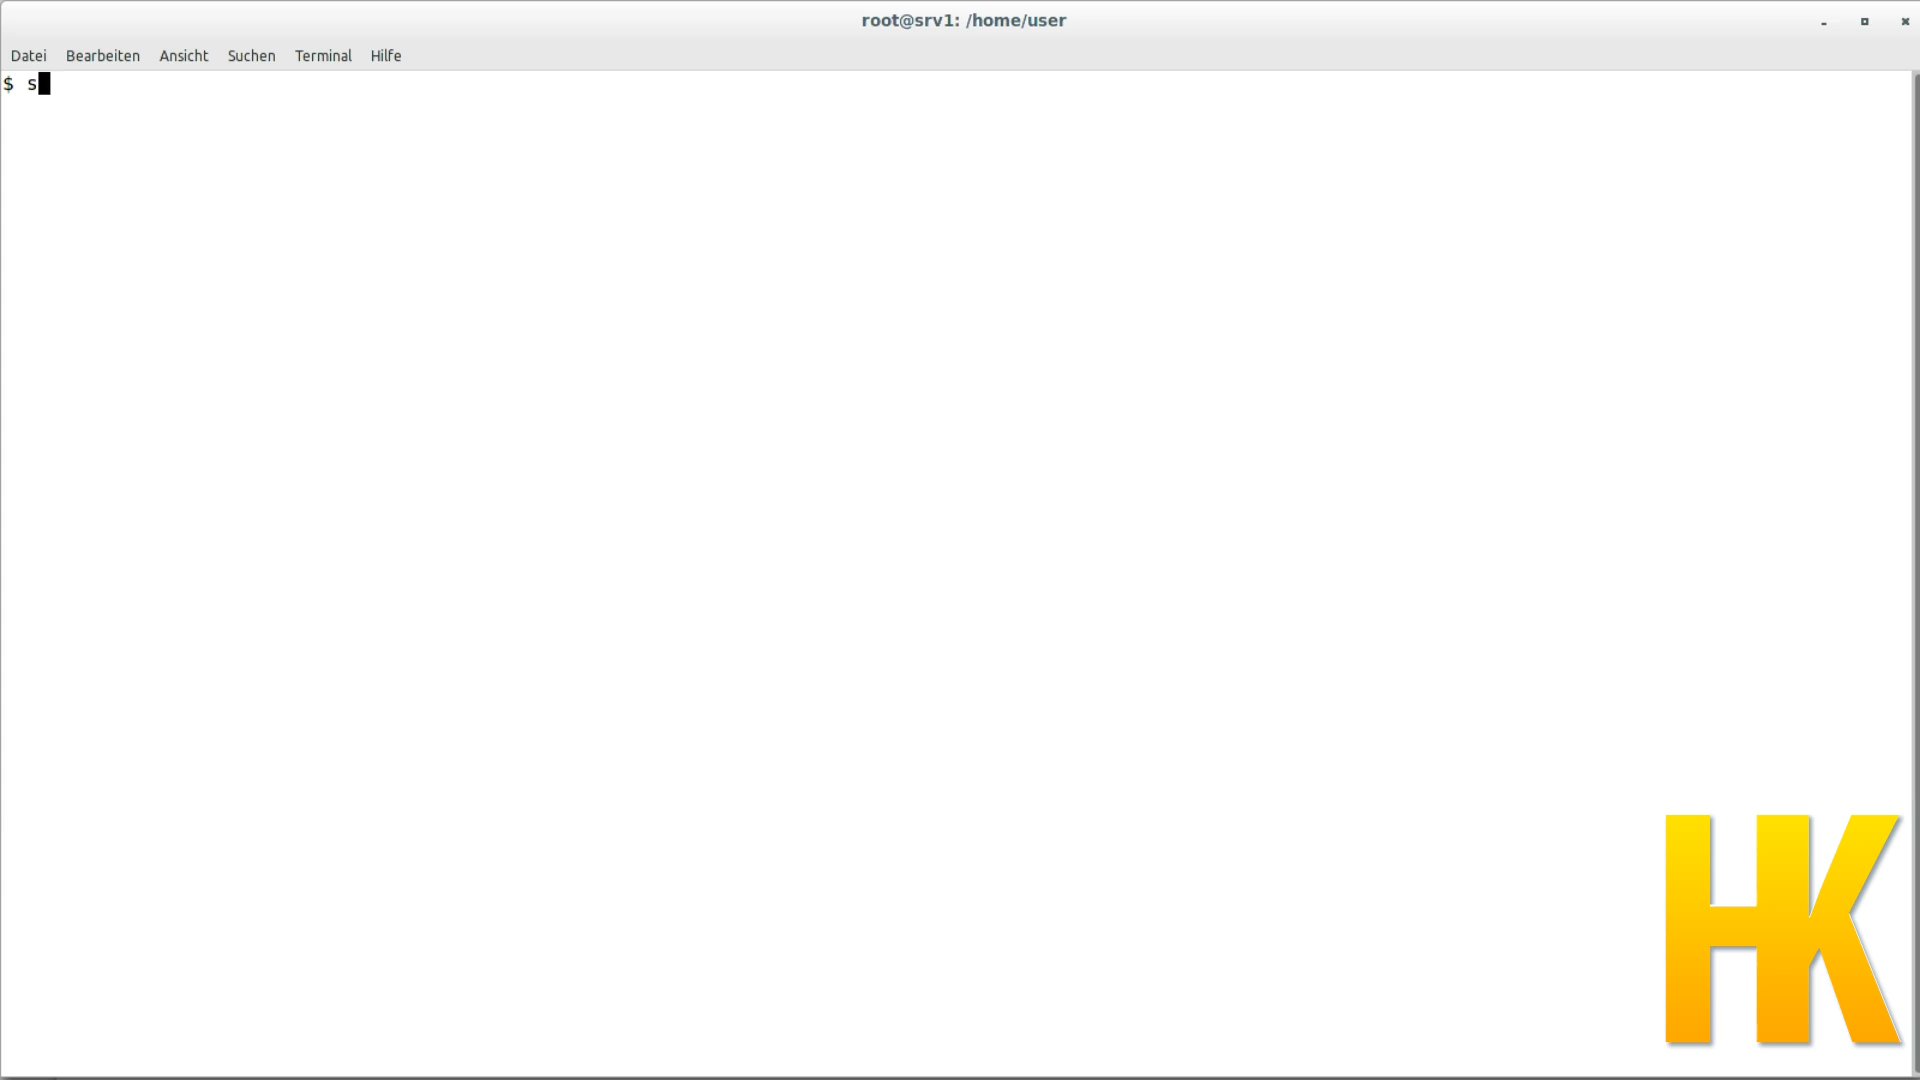 root@srv1: /home/user
Datei Bearbeiten Ansicht Suchen Terminal Hilfe
$ s
HK